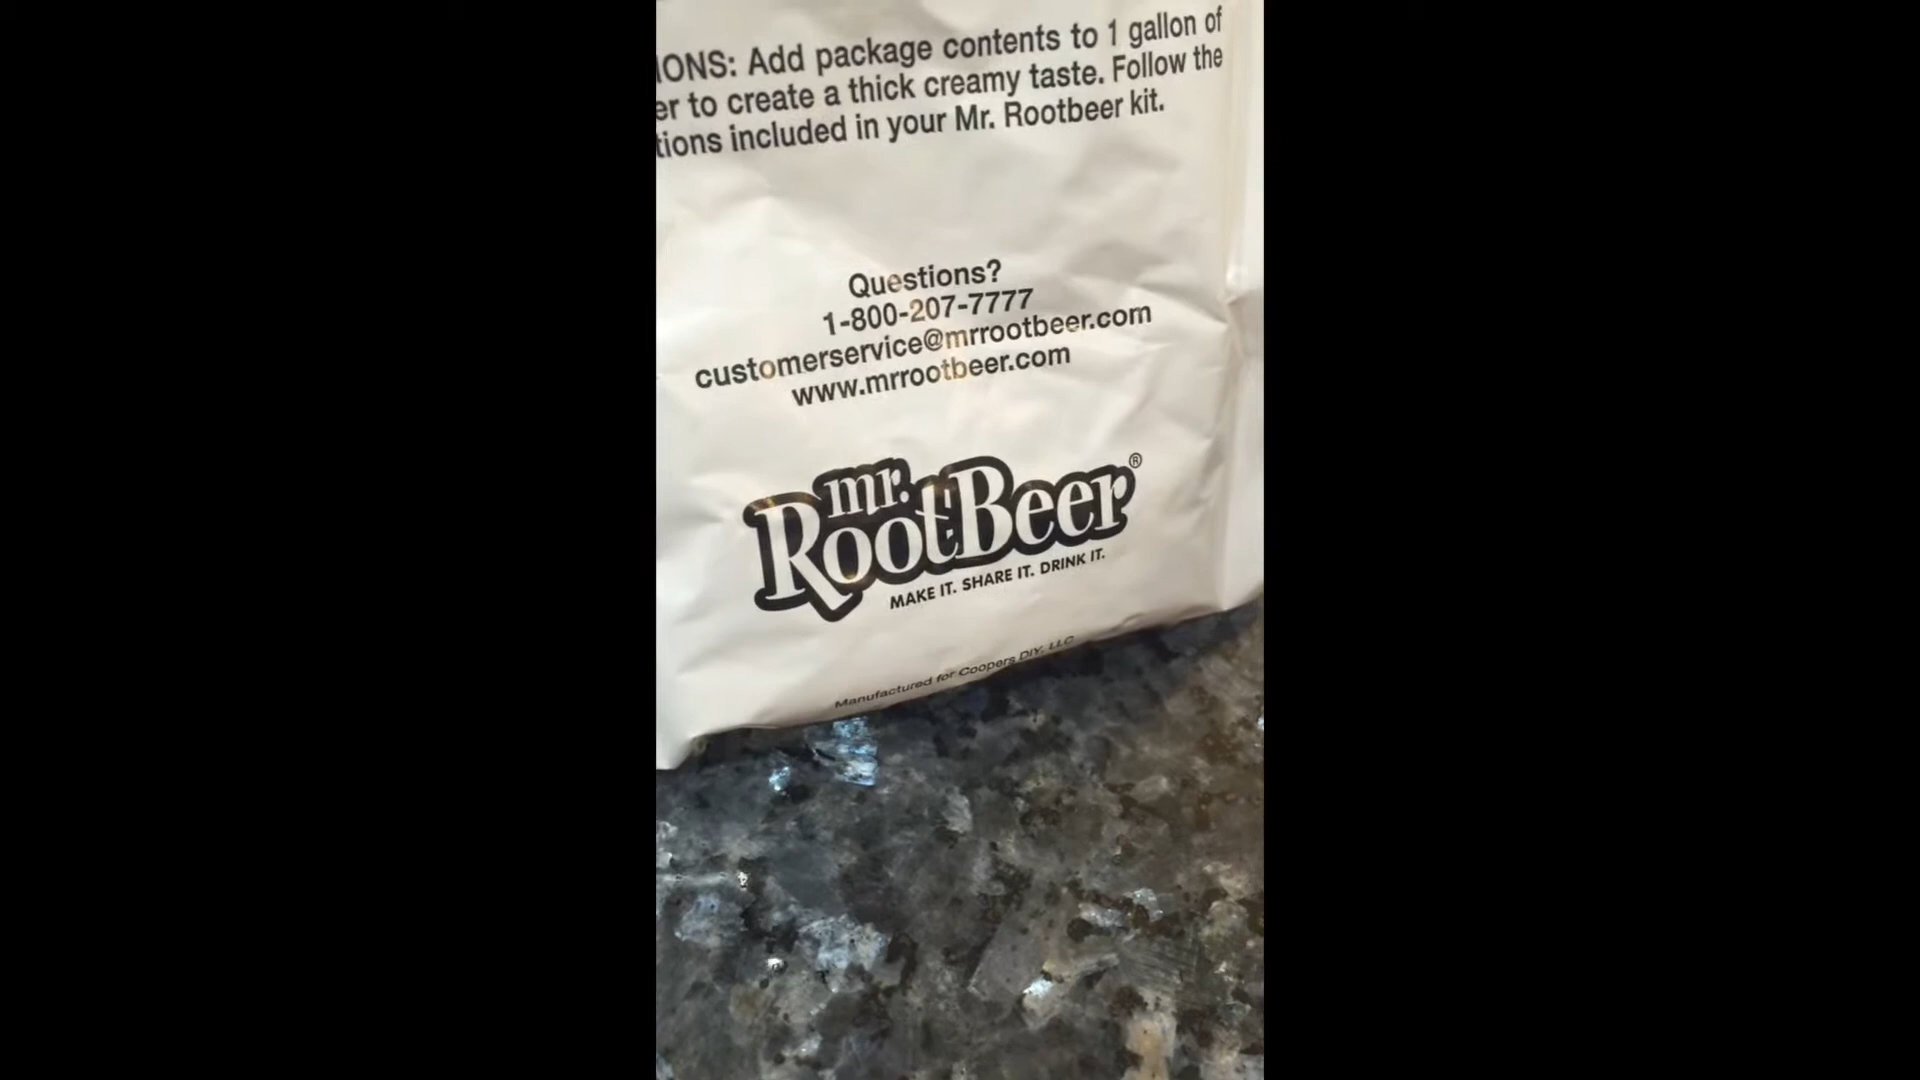 IONS: Add package contents to 1 gallon of
er to create a thick creamy taste. Follow the
tions included in your Mr. Rootbeer kit.
Questions?
1-800-207-7777
customerservice@mrrootbeer.com
www.mrrootbeer.com
mr.
RootBeer®
MAKE IT. SHARE IT. DRINK IT.
Manufactured for Coopers DIY, LLC